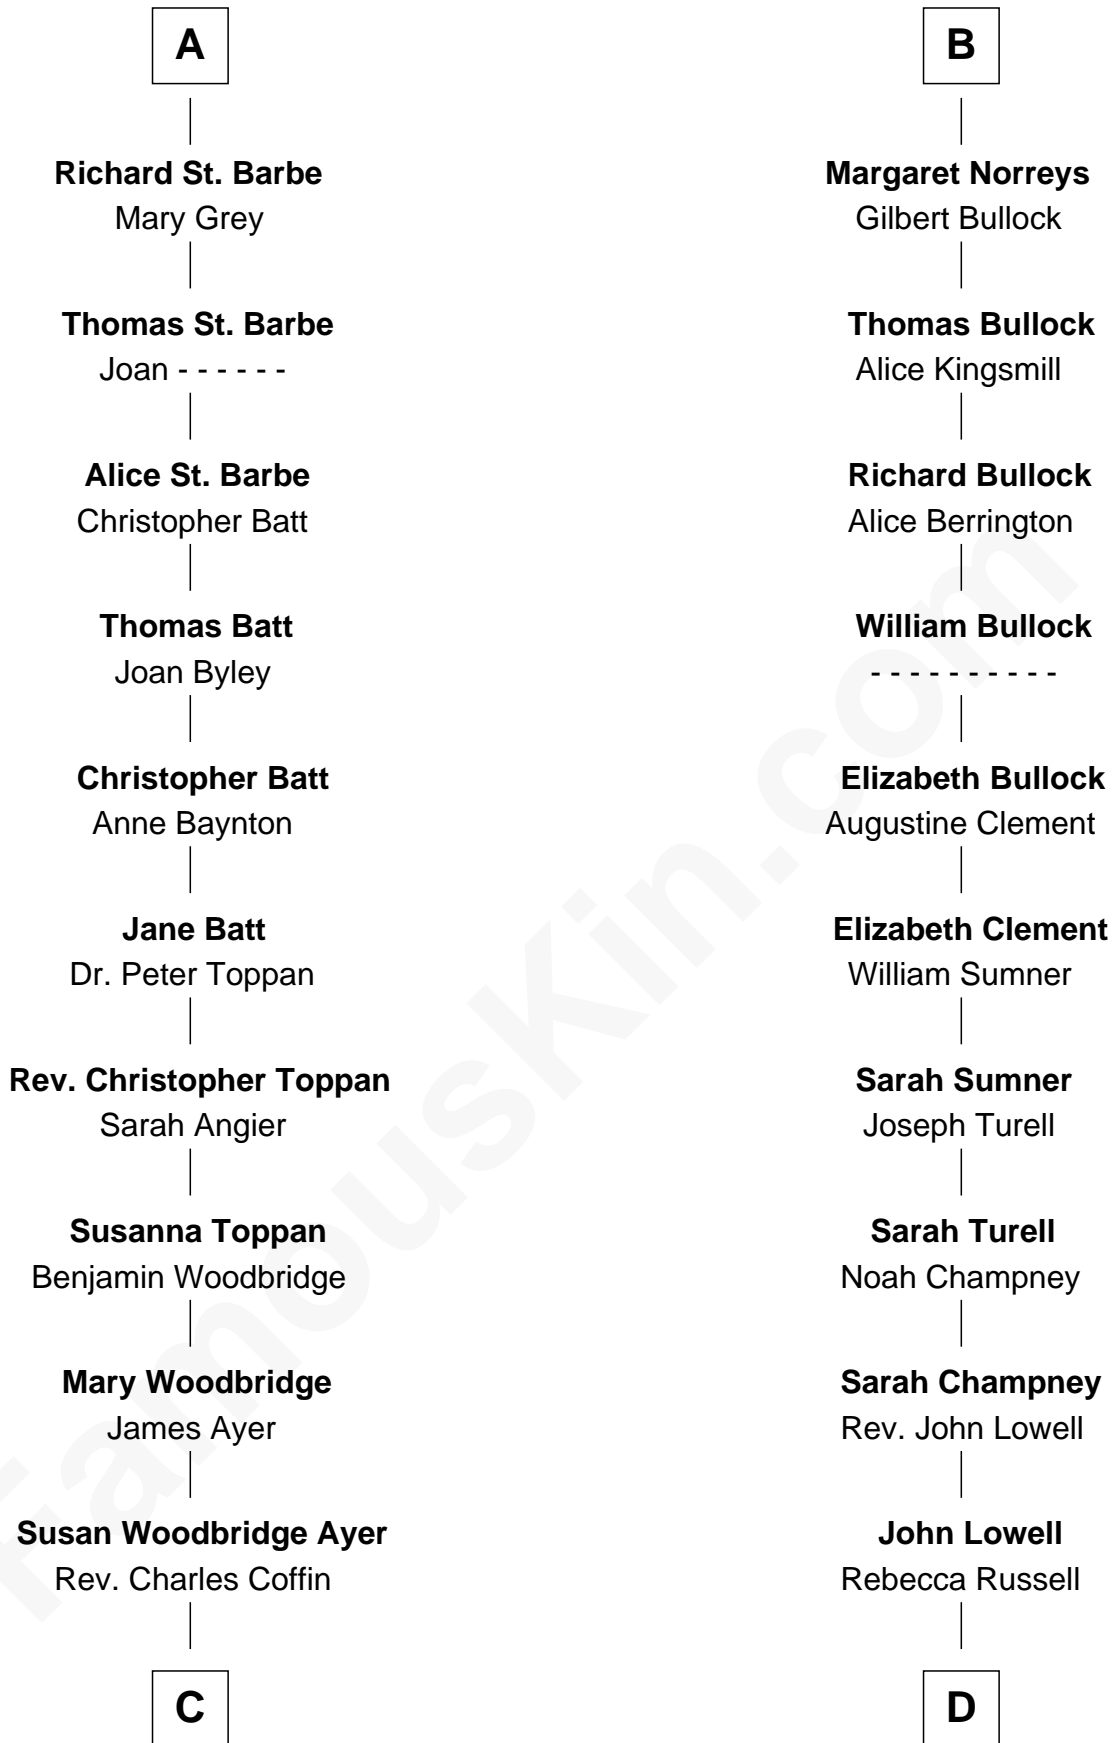 A
Richard St. Barbe
Mary Grey
Thomas St. Barbe
Joan - - - - - -
Alice St. Barbe
Christopher Batt
Thomas Batt
Joan Byley
Christopher Batt
Anne Baynton
Jane Batt
Dr. Peter Toppan
Rev. Christopher Toppan
Sarah Angier
Susanna Toppan
Benjamin Woodbridge
Mary Woodbridge
James Ayer
Susan Woodbridge Ayer
Rev. Charles Coffin
C
B
Margaret Norreys
Gilbert Bullock
Thomas Bullock
Alice Kingsmill
Richard Bullock
Alice Berrington
William Bullock
- - - - - - - - - -
Elizabeth Bullock
Augustine Clement
Elizabeth Clement
William Sumner
Sarah Sumner
Joseph Turell
Sarah Turell
Noah Champney
Sarah Champney
Rev. John Lowell
John Lowell
Rebecca Russell
D
FamousKin.com